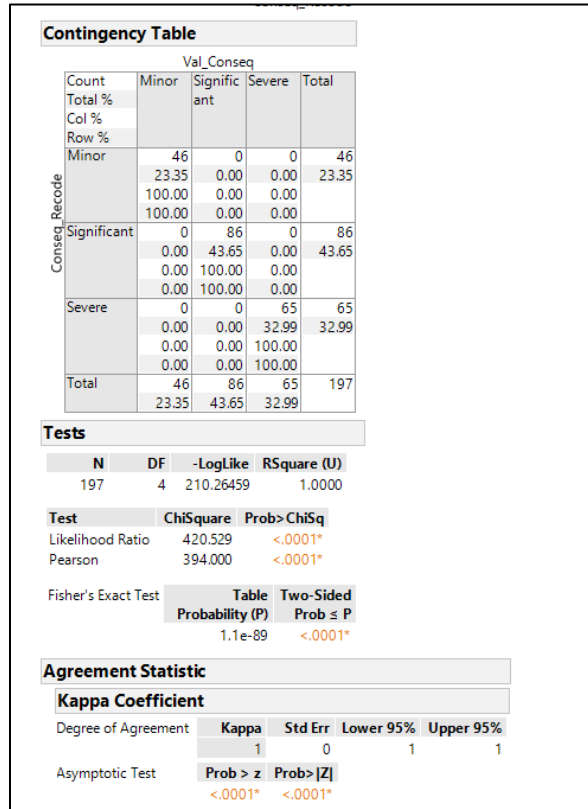 Contingency Table
Val_Conseq
Count Minor Signific Severe Total
Total % ant
Col %
Row %
Conseq_Recode
Minor 46 0 0 46
23.35 0.00 0.00 23.35
100.00 0.00 0.00
100.00 0.00 0.00
Significant 0 86 0 86
0.00 43.65 0.00 43.65
0.00 100.00 0.00
0.00 100.00 0.00
Severe 0 0 65 65
0.00 0.00 32.99 32.99
0.00 0.00 100.00
0.00 0.00 100.00
Total 46 86 65 197
23.35 43.65 32.99
Tests
N DF -LogLike RSquare (U)
197 4 210.26459 1.0000
Test ChiSquare Prob>ChiSq
Likelihood Ratio 420.529 <.0001*
Pearson 394.000 <.0001*
Fisher's Exact Test Table Two-Sided
Probability (P) Prob ≤ P
1.1e-89 <.0001*
Agreement Statistic
Kappa Coefficient
Degree of Agreement Kappa Std Err Lower 95% Upper 95%
1 0 1 1
Asymptotic Test Prob > z Prob>|Z|
<.0001* <.0001*